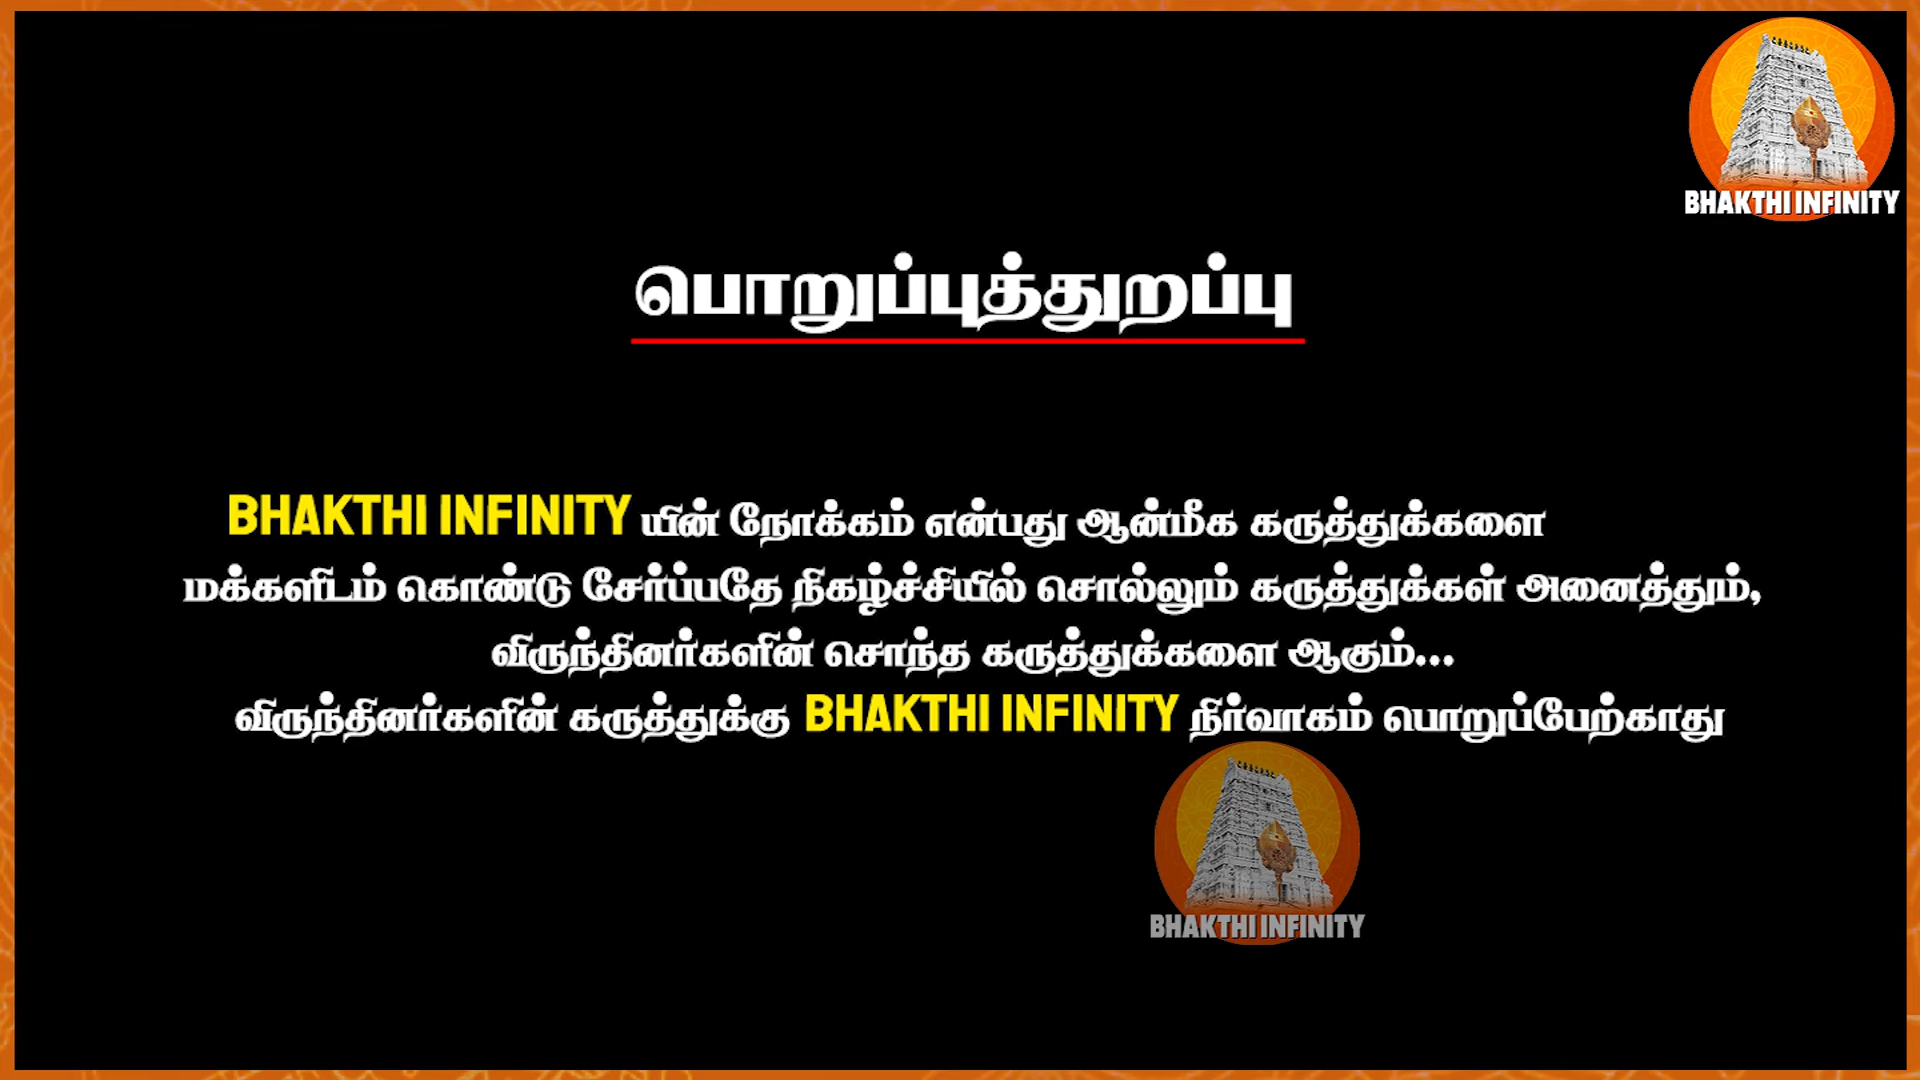 BHAKTHI INFINITY
பொறுப்புத்துறப்பு
BHAKTHI INFINITY யின் நோக்கம் என்பது ஆன்மீக கருத்துக்களை
மக்களிடம் கொண்டு சேர்ப்பதே நிகழ்ச்சியில் சொல்லும் கருத்துக்கள் அனைத்தும்,
விருந்தினர்களின் சொந்த கருத்துக்களை ஆகும்...
விருந்தினர்களின் கருத்துக்கு BHAKTHI INFINITY நிர்வாகம் பொறுப்பேற்காது
BHAKTHI INFINITY